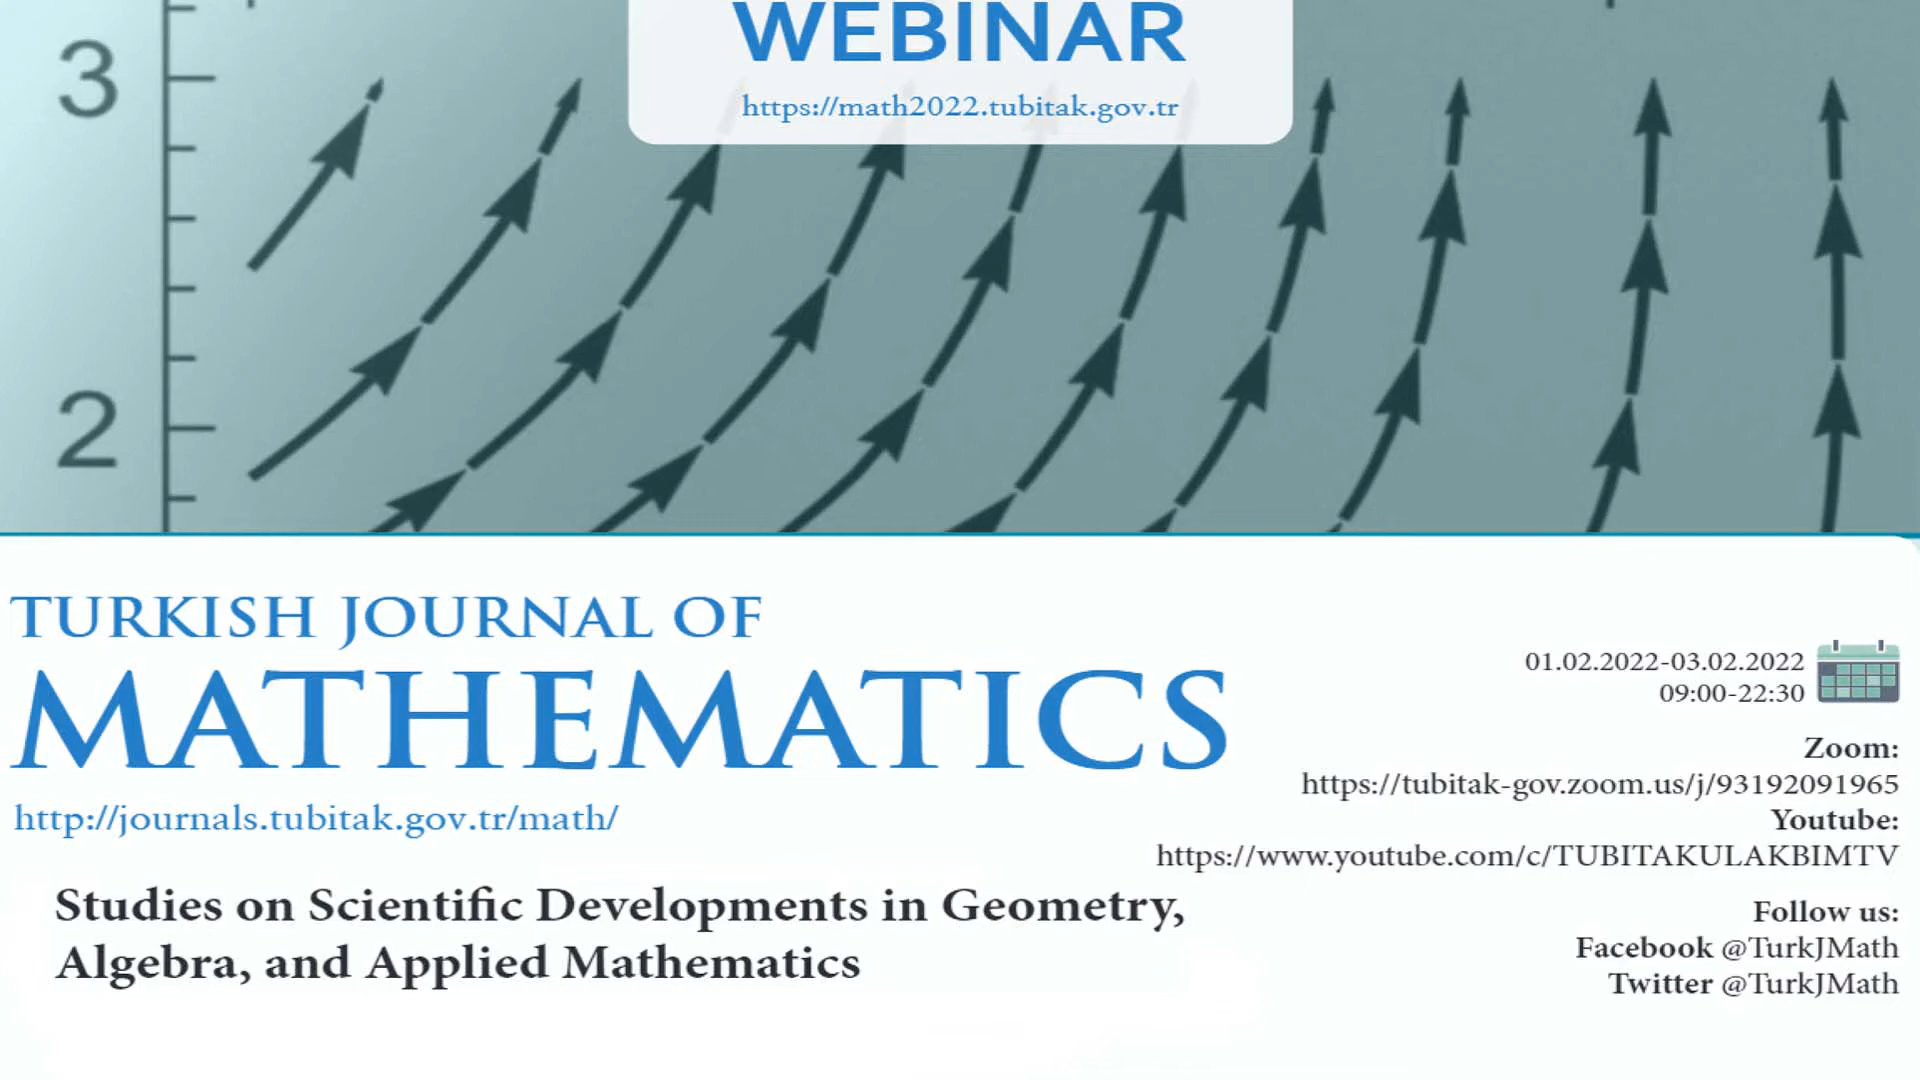 WEBINAR
https://math2022.tubitak.gov.tr
3
2
TURKISH JOURNAL OF
MATHEMATICS
http://journals.tubitak.gov.tr/math/
Studies on Scientific Developments in Geometry,
Algebra, and Applied Mathematics
01.02.2022-03.02.2022
09:00-22:30
Zoom:
https://tubitak-gov.zoom.us/j/93192091965
Youtube:
https://www.youtube.com/c/TUBITAKULAKBIMTV
Follow us:
Facebook @TurkJMath
Twitter @TurkJMath